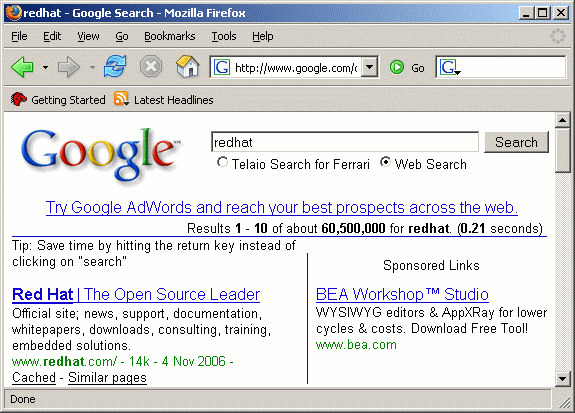 redhat - Google Search - Mozilla Firefox
File Edit View Go Bookmarks Tools Help
http://www.google.com/c Go
Getting Started Latest Headlines
Google
redhat Search
Telaio Search for Ferrari Web Search
Try Google AdWords and reach your best prospects across the web.
Results 1 - 10 of about 60,500,000 for redhat. (0.21 seconds)
Tip: Save time by hitting the return key instead of
clicking on "search"
Red Hat | The Open Source Leader
Official site; news, support, documentation,
whitepapers, downloads, consulting, training,
embedded solutions.
www.redhat.com/ - 14k - 4 Nov 2006 -
Cached - Similar pages
Sponsored Links
BEA Workshop™ Studio
WYSIWYG editors & AppXRay for lower
cycles & costs. Download Free Tool!
www.bea.com
Done